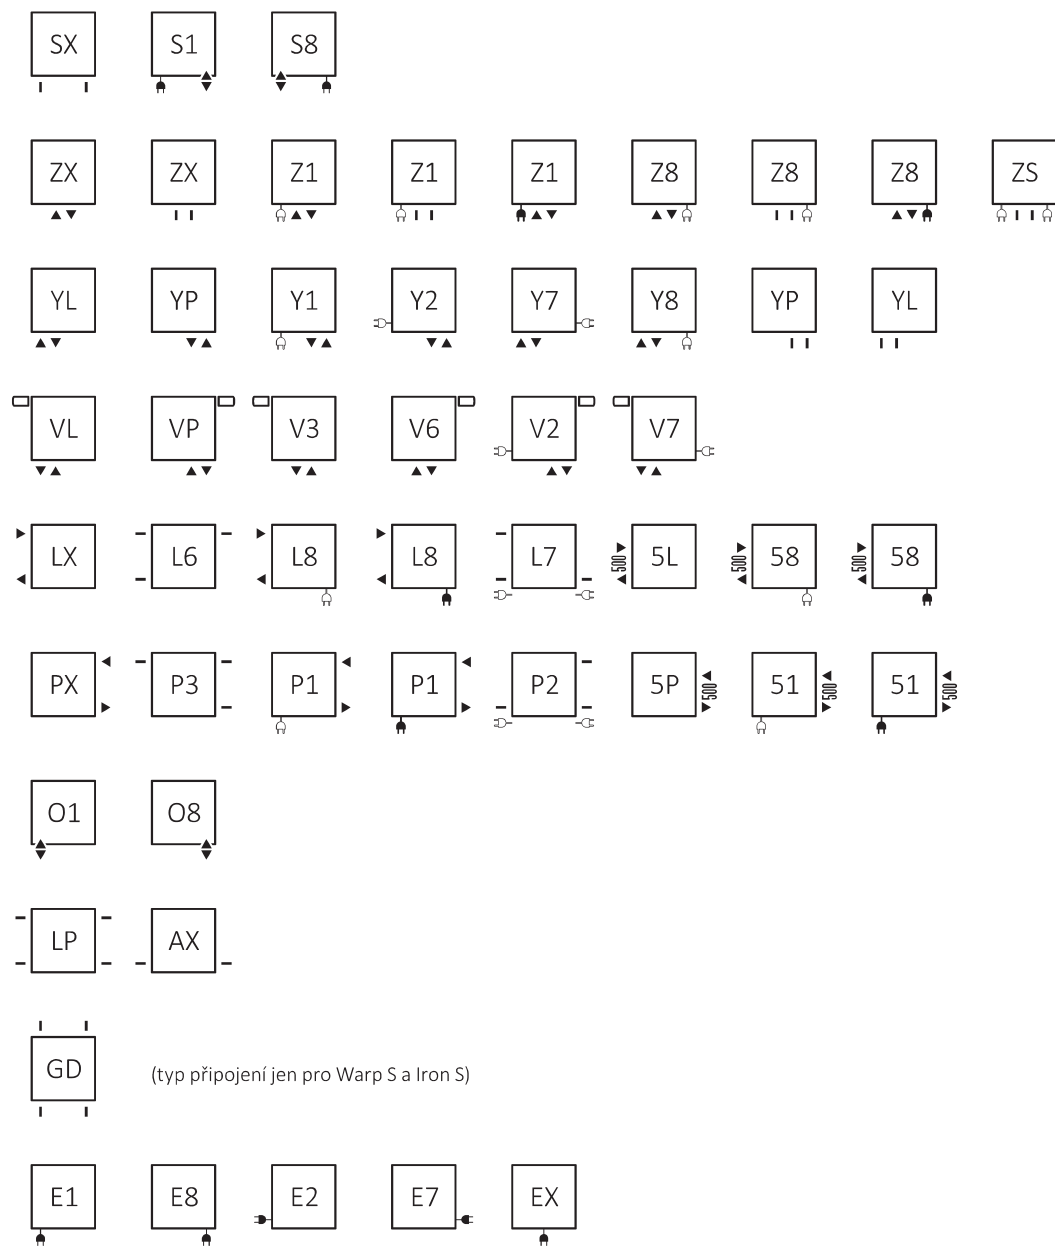 SX S1 S8
ZX ZX Z1 Z1 Z1 Z8 Z8 Z8 ZS
YL YP Y1 Y2 Y7 Y8 YP YL
VL VP V3 V6 V2 V7
LX L6 L8 L8 L7 500 5L 500 58 500 58
PX P3 P1 P1 P2 5P 500 51 500 51 500
O1 O8
LP AX
GD (typ připojení jen pro Warp S a Iron S)
E1 E8 E2 E7 EX